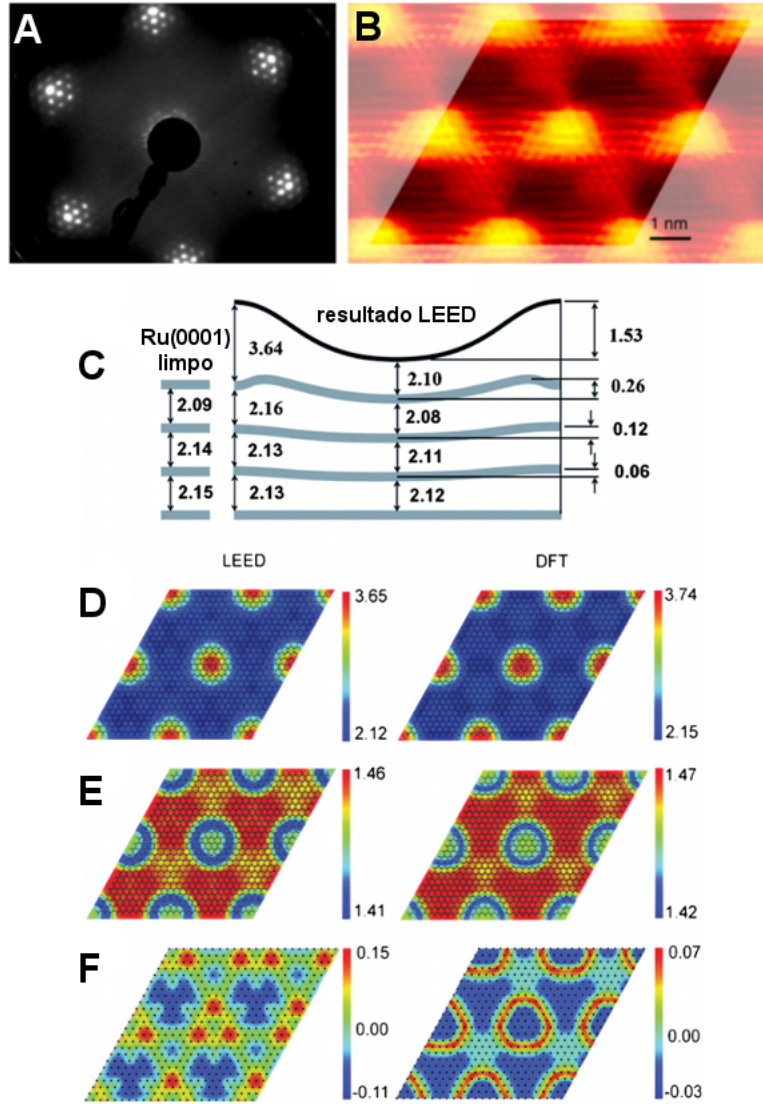 A
B
1 nm
C
Ru(0001)
limpo
resultado LEED
3.64
2.10
1.53
0.26
2.09
2.16
2.08
0.12
2.14
2.13
2.11
0.06
2.15
2.13
2.12
LEED
DFT
D
3.65
2.12
3.74
2.15
E
1.46
1.41
1.47
1.42
F
0.15
0.00
-0.11
0.07
0.00
-0.03